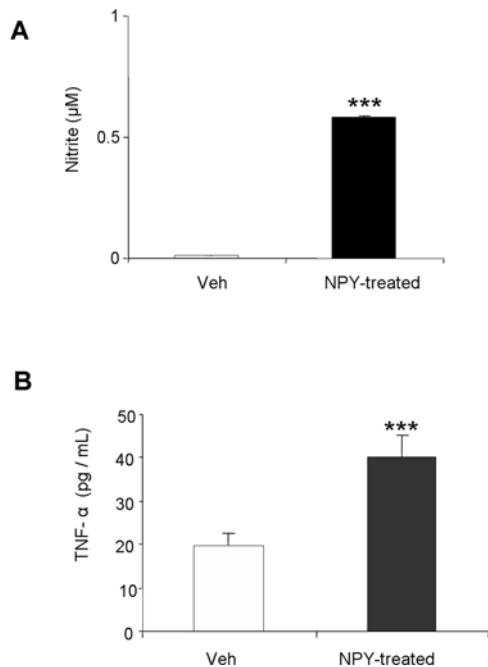 A
1
Nitrite (μM)
0.5
0
***
Veh NPY-treated
B
50
40
30
20
10
0
TNF- α (pg / mL)
***
Veh NPY-treated